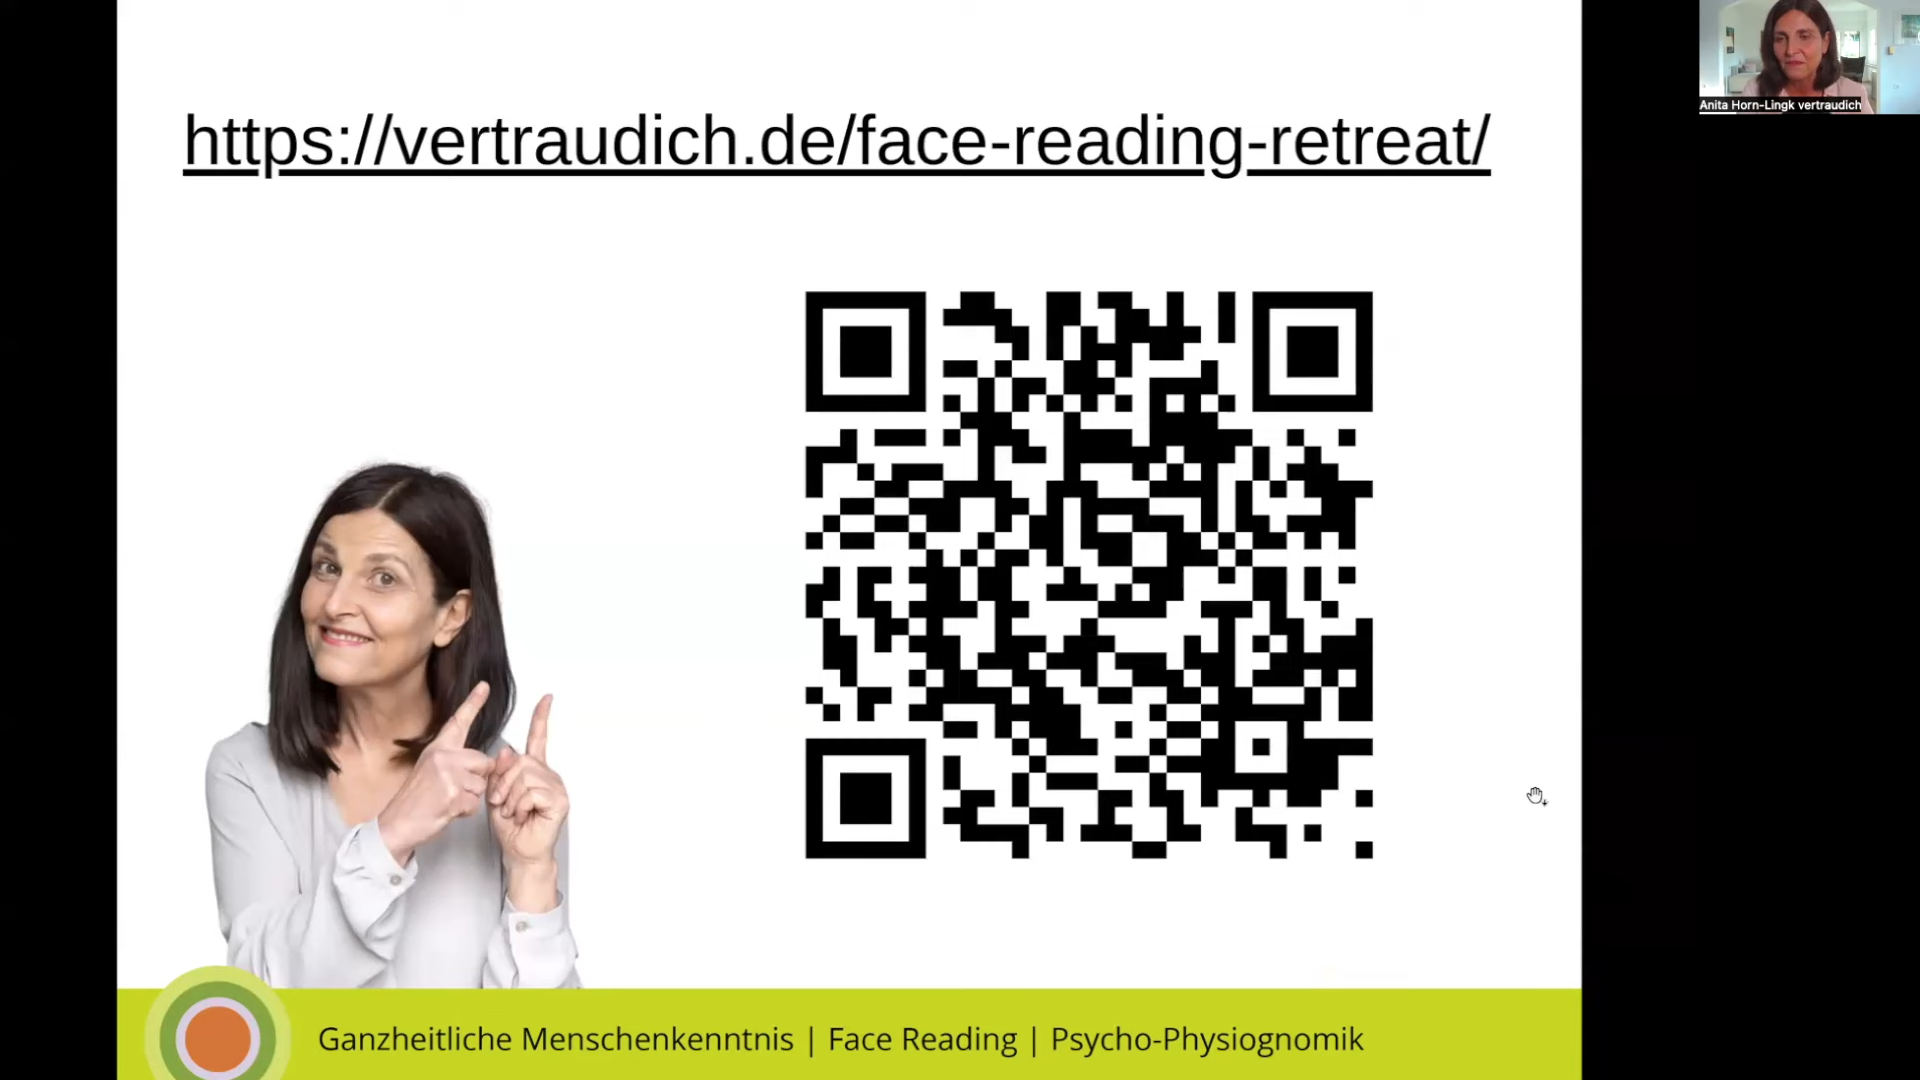 https://vertraudich.de/face-reading-retreat/
Anita Horn-Lingk vertraudich
Ganzheitliche Menschenkenntnis | Face Reading | Psycho-Physiognomik